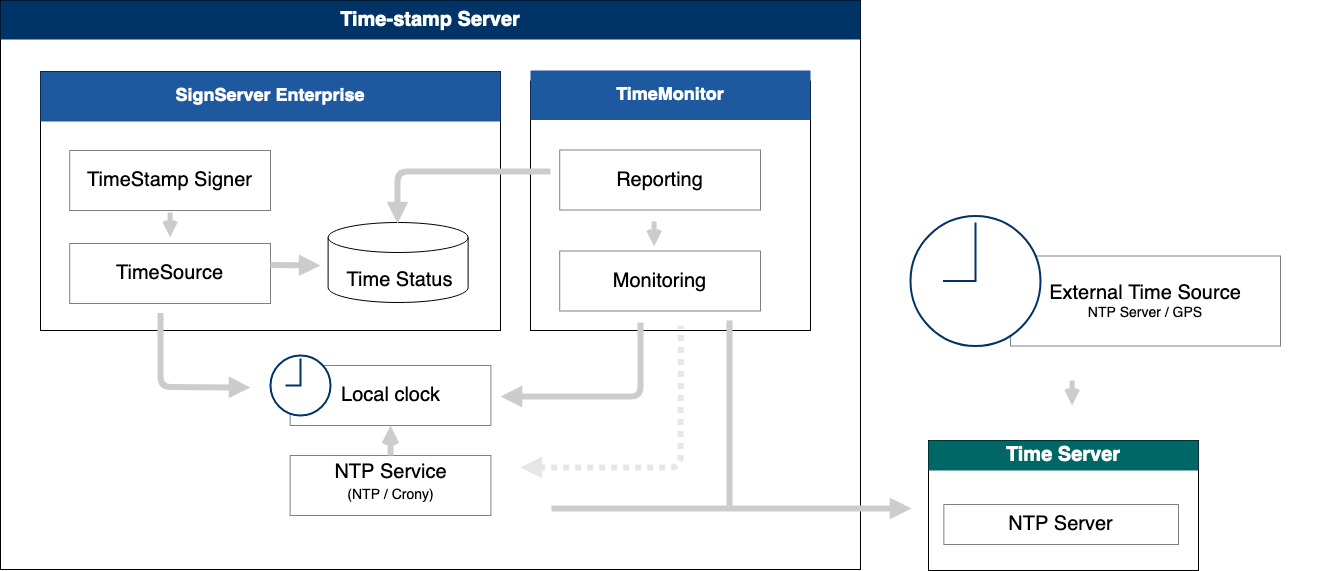 Time-stamp Server
SignServer Enterprise
TimeMonitor
TimeStamp Signer
Reporting
TimeSource
Time Status
Monitoring
External Time Source
NTP Server / GPS
Local clock
NTP Service
(NTP / Crony)
Time Server
NTP Server